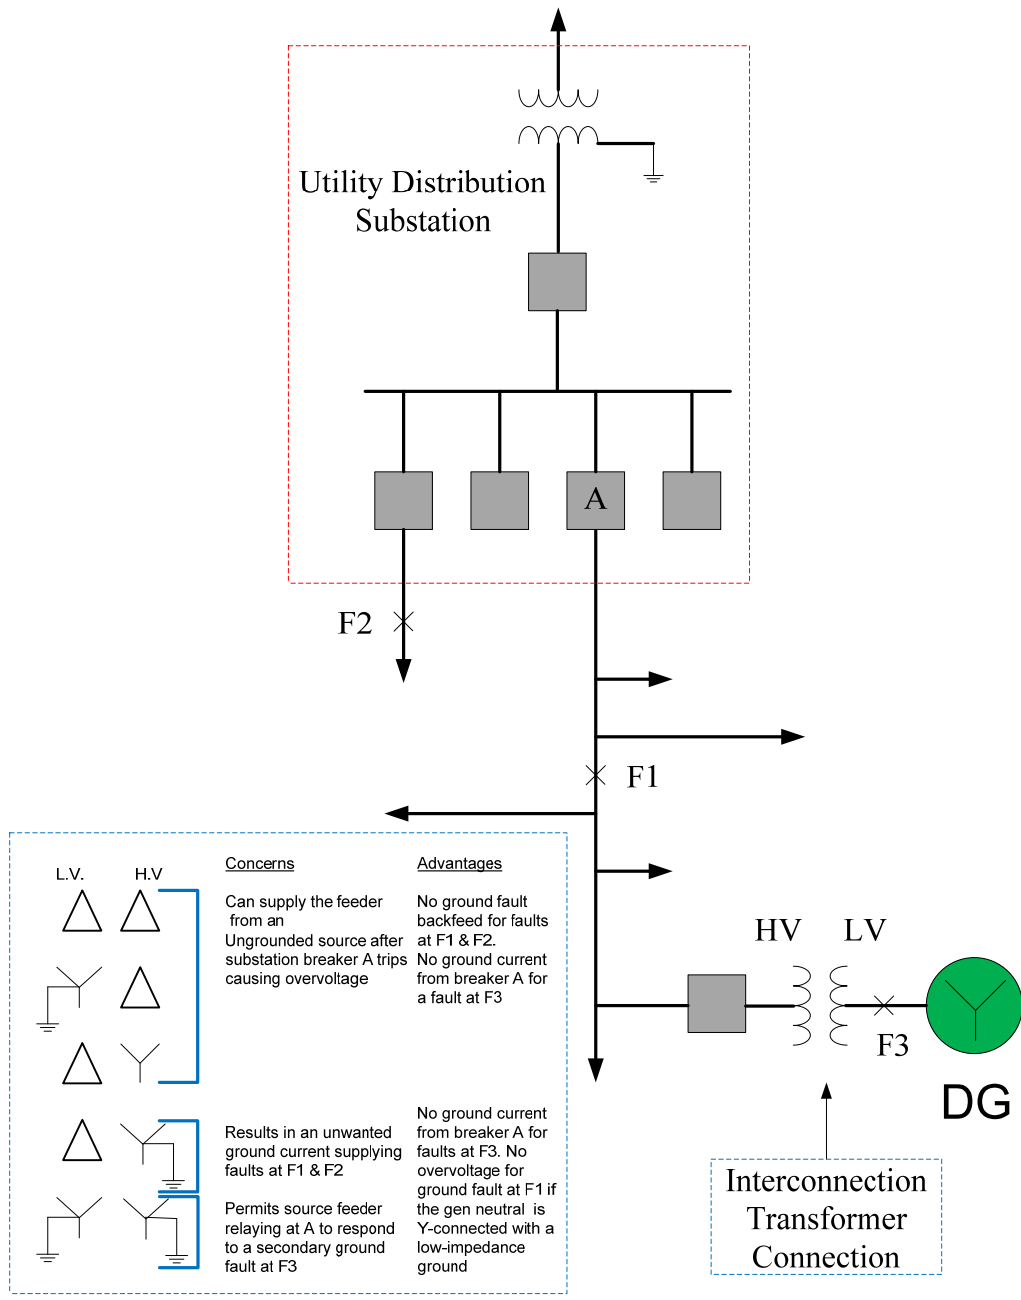 Utility Distribution
Substation
A
F2
F1
L.V.
H.V
Concerns
Can supply the feeder
from an
Ungrounded source after
substation breaker A trips
causing overvoltage
Results in an unwanted
ground current supplying
faults at F1 & F2
Permits source feeder
relaying at A to respond
to a secondary ground
fault at F3
Advantages
No ground fault
backfeed for faults
at F1 & F2.
No ground current
from breaker A for
a fault at F3
No ground current
from breaker A for
faults at F3. No
overvoltage for
ground fault at F1 if
the gen neutral is
Y-connected with a
low-impedance
ground
HV
LV
F3
DG
Interconnection
Transformer
Connection